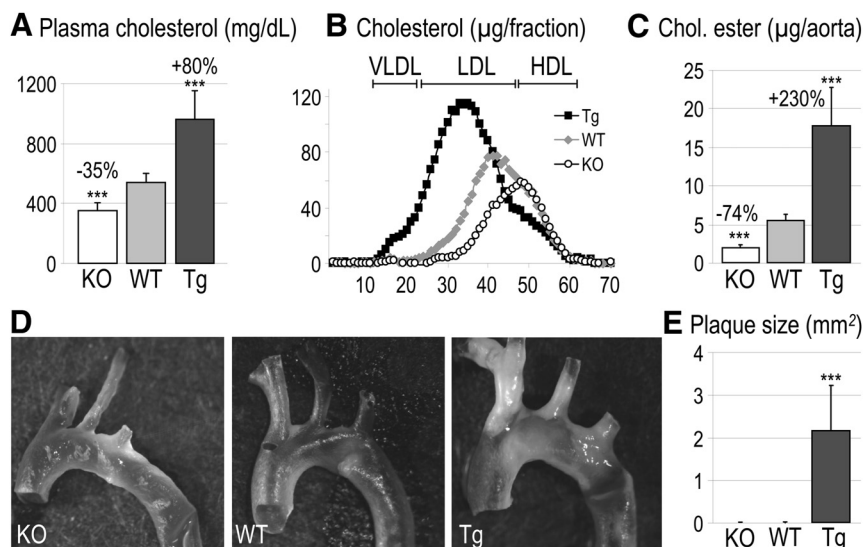 A Plasma cholesterol (mg/dL)
1200
800
400
0
-35%
***
+80%
***
KO WT Tg
B Cholesterol (µg/fraction)
VLDL LDL HDL
120
80
40
0
10 20 30 40 50 60 70
Tg
WT
KO
C Chol. ester (µg/aorta)
25
20
15
10
5
0
-74%
***
+230%
***
KO WT Tg
D
KO
WT
Tg
E Plaque size (mm²)
4
3
2
1
0
***
KO WT Tg